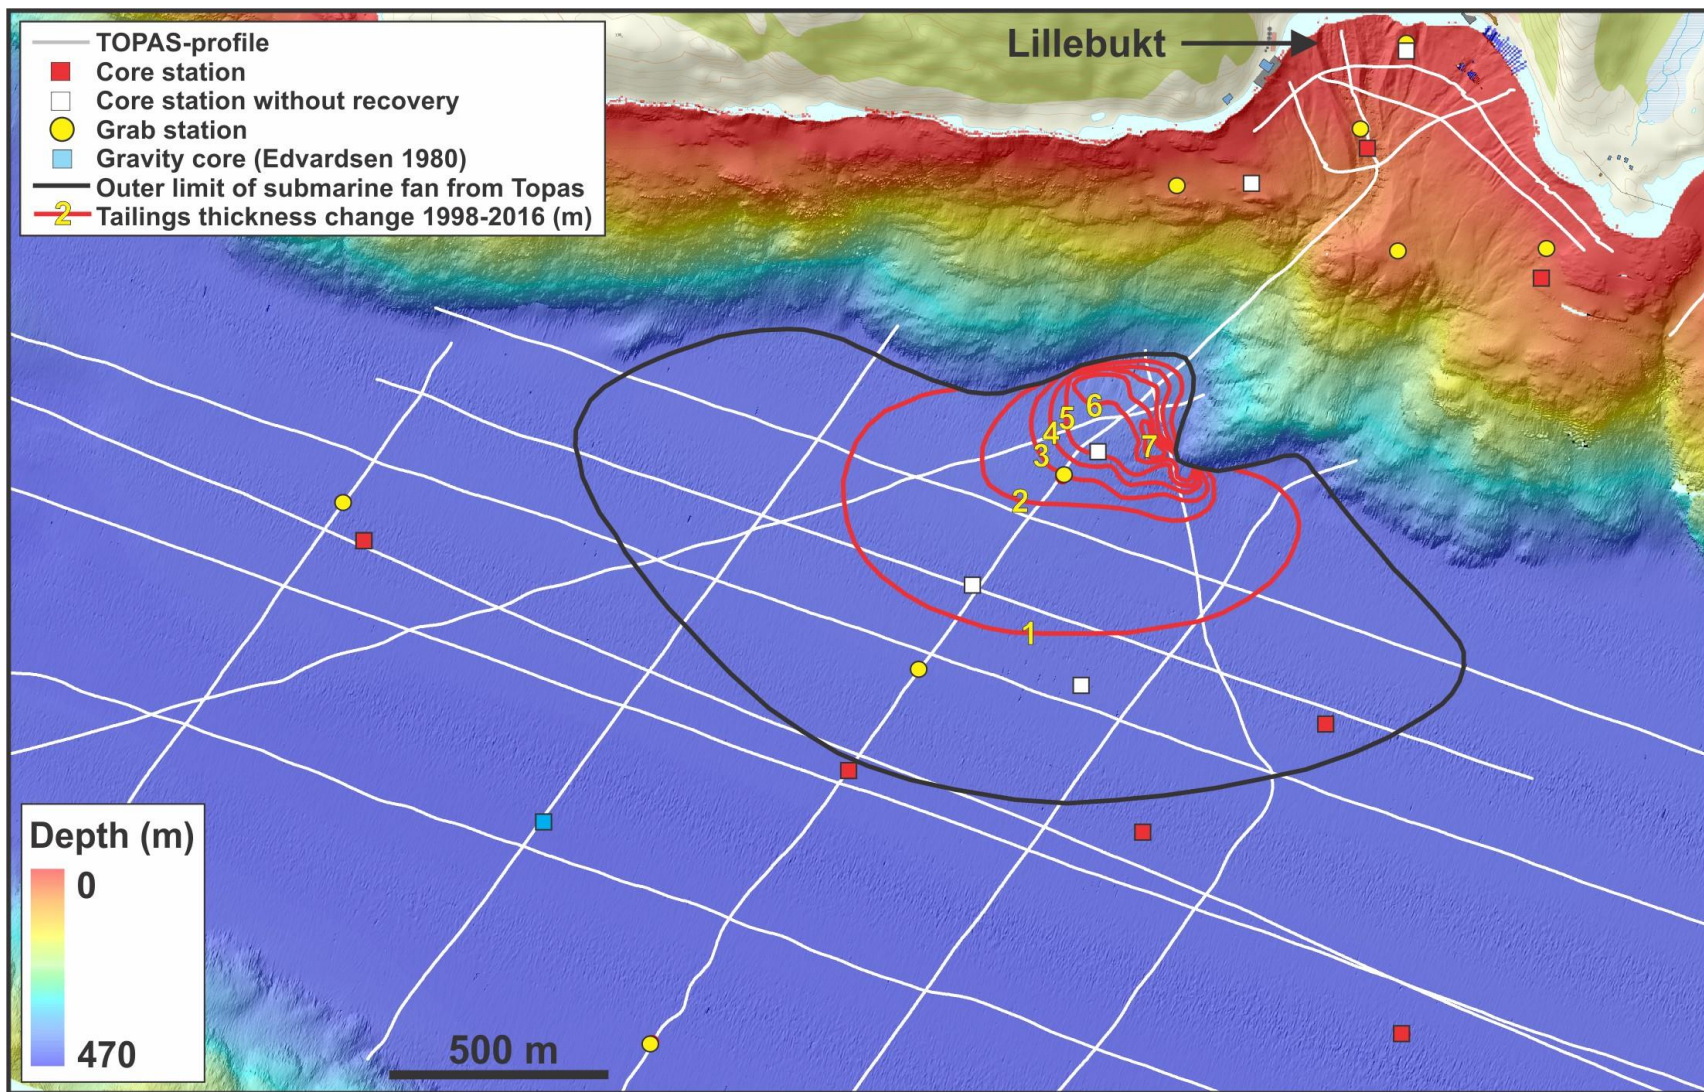 TOPAS-profile
Core station
Core station without recovery
Grab station
Gravity core (Edvardsen 1980)
Outer limit of submarine fan from Topas
2 Tailings thickness change 1998-2016 (m)
Lillebukt
6
5
4
7
3
2
1
Depth (m)
0
470
500 m